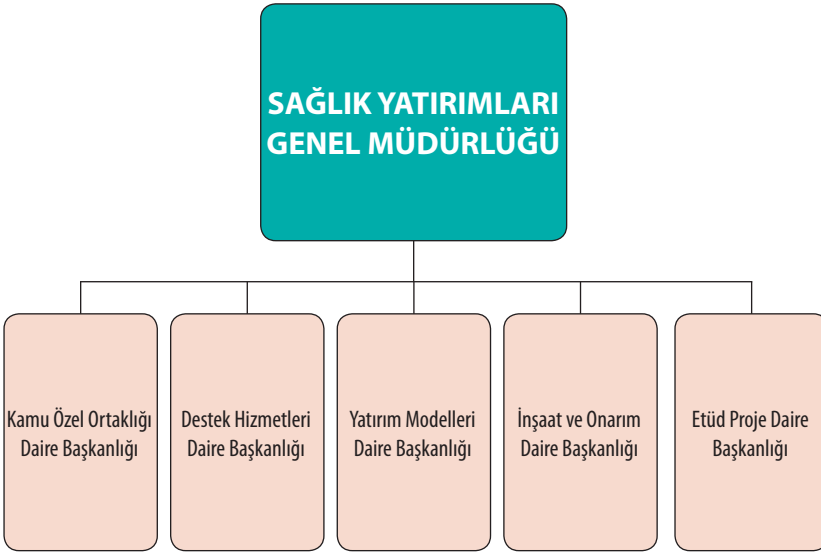 SAĞLIK YATIRIMLARI
GENEL MÜDÜRLÜĞÜ
Kamu Özel Ortaklığı
Daire Başkanlığı
Destek Hizmetleri
Daire Başkanlığı
Yatırım Modelleri
Daire Başkanlığı
İnşaat ve Onarım
Daire Başkanlığı
Etüd Proje Daire
Başkanlığı